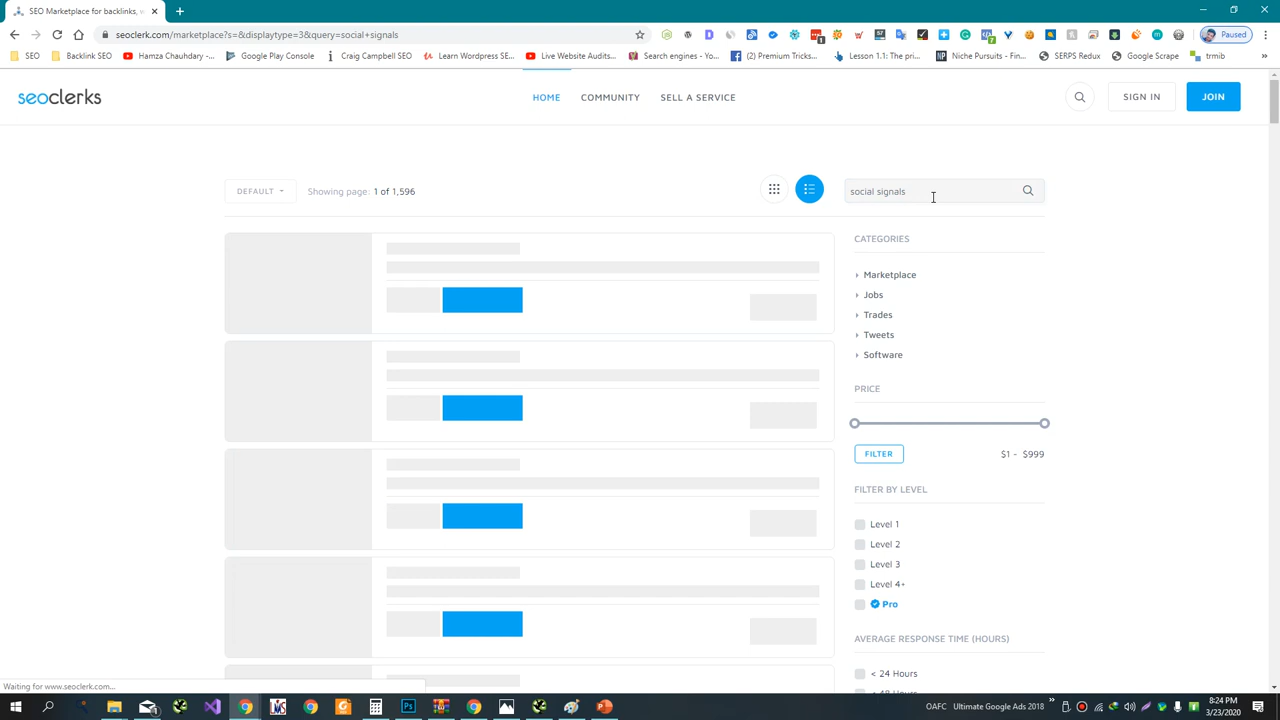 SEO Marketplace for backlinks, v
seoclerks.com/marketplace?s=&displaytype=3&query=social+signals
Paused
SEO
Backlink SEO
Hamza Chaudhary -...
Google Play Console
Craig Campbell SEO
Learn Wordpress SE...
Live Website Audits...
Search engines - Yo...
(2) Premium Tricks...
Lesson 1.1: The pri...
Niche Pursuits - Fin...
SERPS Redux
Google Scrape
trmib
seoclerks
HOME
COMMUNITY
SELL A SERVICE
SIGN IN
JOIN
DEFAULT
Showing page: 1 of 1,596
social signals
CATEGORIES
Marketplace
Jobs
Trades
Tweets
Software
PRICE
FILTER
$1 - $999
FILTER BY LEVEL
Level 1
Level 2
Level 3
Level 4+
Pro
AVERAGE RESPONSE TIME (HOURS)
< 24 Hours
Waiting for www.seoclerk.com...
OAFC Ultimate Google Ads 2018
8:24 PM
3/23/2020